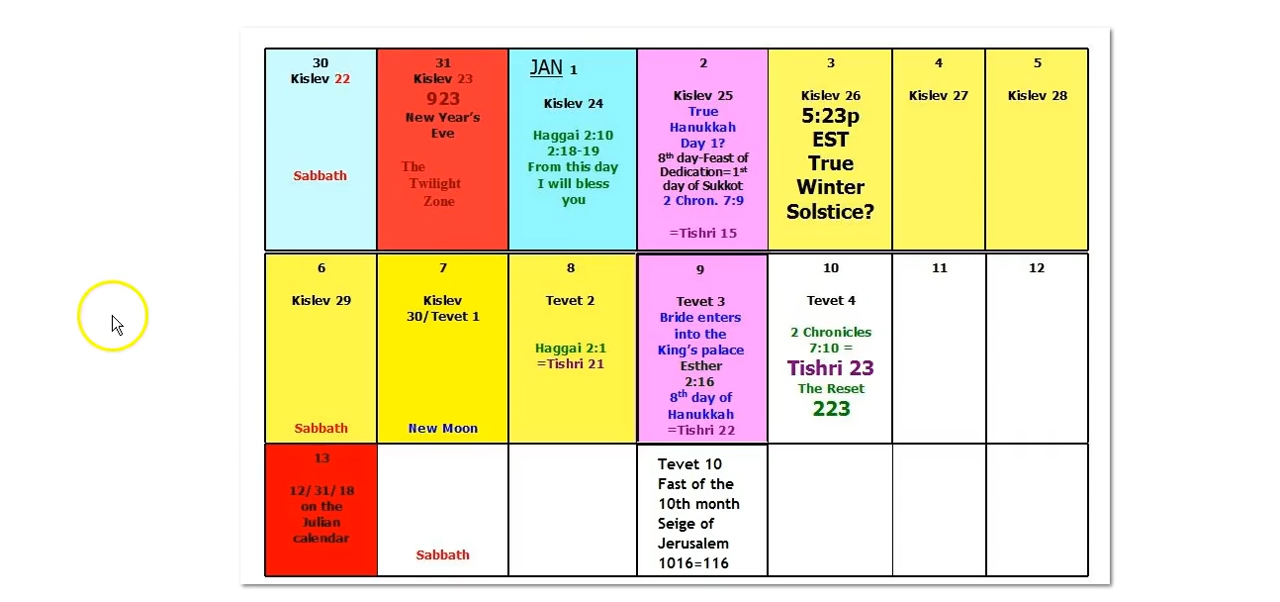 30
Kislev 22
Sabbath
31
Kislev 23
923
New Year's
Eve
The
Twilight
Zone
JAN 1
Kislev 24
Haggai 2:10
2:18-19
From this day
I will bless
you
2
Kislev 25
True
Hanukkah
Day 1?
8th day-Feast of
Dedication=1st
day of Sukkot
2 Chron. 7:9
=Tishri 15
3
Kislev 26
5:23p
EST
True
Winter
Solstice?
4
Kislev 27
5
Kislev 28
6
Kislev 29
Sabbath
7
Kislev
30/Tevet 1
New Moon
8
Tevet 2
Haggai 2:1
=Tishri 21
9
Tevet 3
Bride enters
into the
King's palace
Esther
2:16
8th day of
Hanukkah
=Tishri 22
10
Tevet 4
2 Chronicles
7:10 =
Tishri 23
The Reset
223
11
12
13
12/31/18
on the
Julian
calendar
Sabbath
Tevet 10
Fast of the
10th month
Seige of
Jerusalem
1016=116